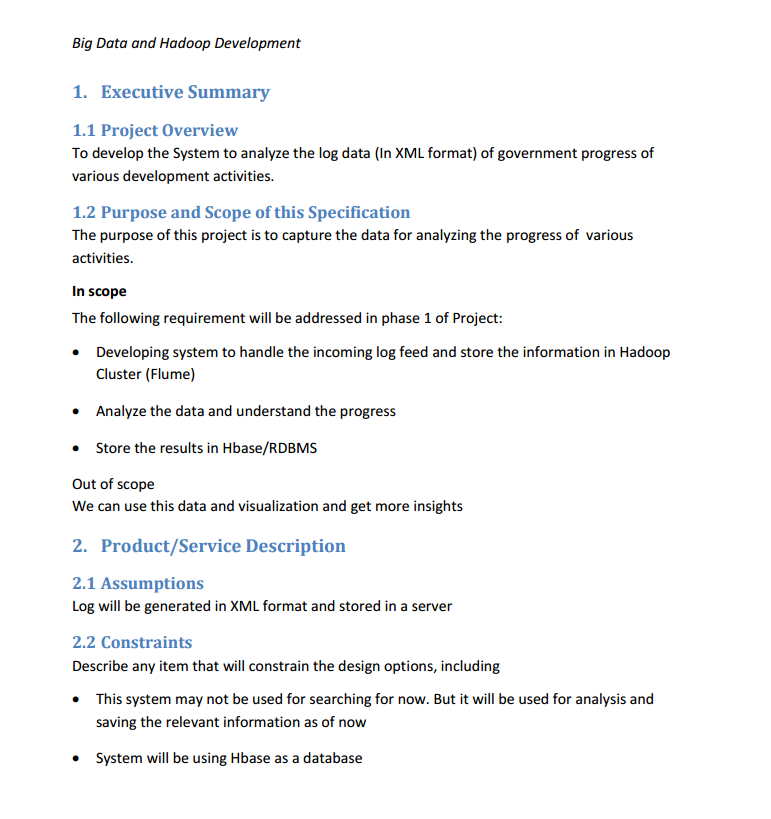 Big Data and Hadoop Development
1. Executive Summary
1.1 Project Overview
To develop the System to analyze the log data (In XML format) of government progress of
various development activities.
1.2 Purpose and Scope of this Specification
The purpose of this project is to capture the data for analyzing the progress of  various
activities.
In scope
The following requirement will be addressed in phase 1 of Project:
• Developing system to handle the incoming log feed and store the information in Hadoop
Cluster (Flume)
• Analyze the data and understand the progress
• Store the results in Hbase/RDBMS
Out of scope
We can use this data and visualization and get more insights
2. Product/Service Description
2.1 Assumptions
Log will be generated in XML format and stored in a server
2.2 Constraints
Describe any item that will constrain the design options, including
• This system may not be used for searching for now. But it will be used for analysis and
saving the relevant information as of now
• System will be using Hbase as a database